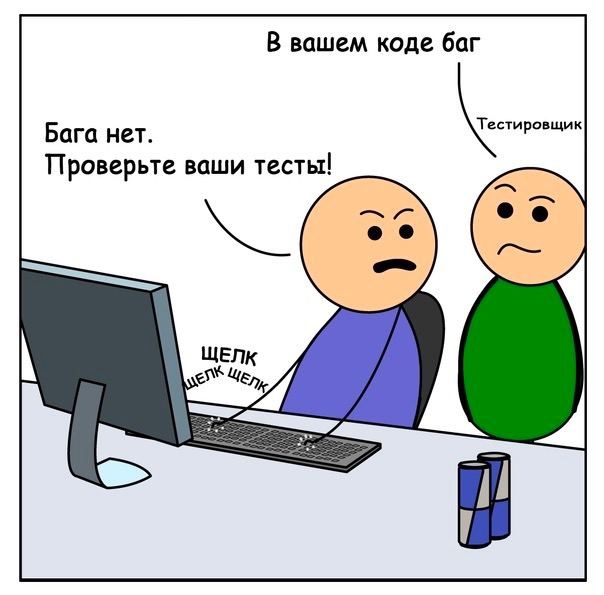 В вашем коде баг
Тестировщик
Бага нет.
Проверьте ваши тесты!
ЩЕЛК
ЩЕЛК ЩЕЛК